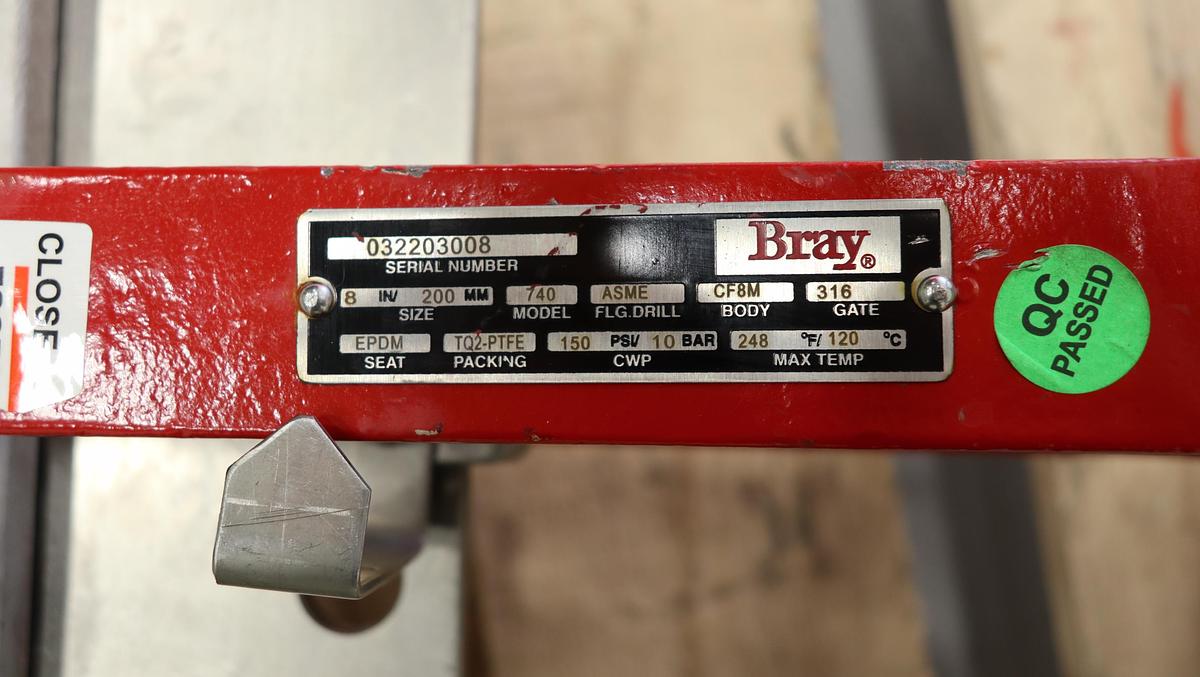 032203008
SERIAL NUMBER
Bray®
8 IN/ 200 MM 740 ASME CF8M 316
SIZE MODEL FLG.DRILL BODY GATE
EPDM TQ2-PTFE 150 PSI/ 10 BAR 248 °F/ 120 °C
SEAT PACKING CWP MAX TEMP
QC
PASSED
CLOSE